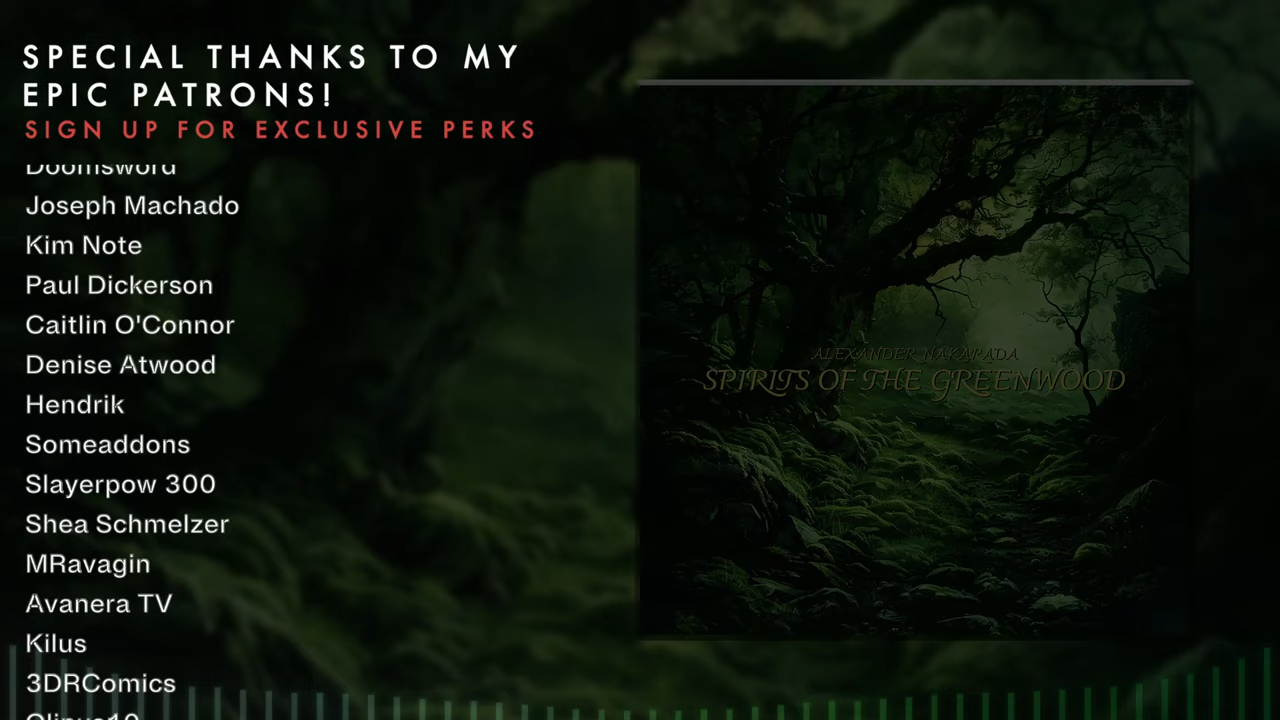 SPECIAL THANKS TO MY
EPIC PATRONS!
SIGN UP FOR EXCLUSIVE PERKS
Doomsword
Joseph Machado
Kim Note
Paul Dickerson
Caitlin O'Connor
Denise Atwood
Hendrik
Someaddons
Slayerpow 300
Shea Schmelzer
MRavagin
Avanera TV
Kilus
3DRComics
ALEXANDER NAKARADA
SPIRITS OF THE GREENWOOD